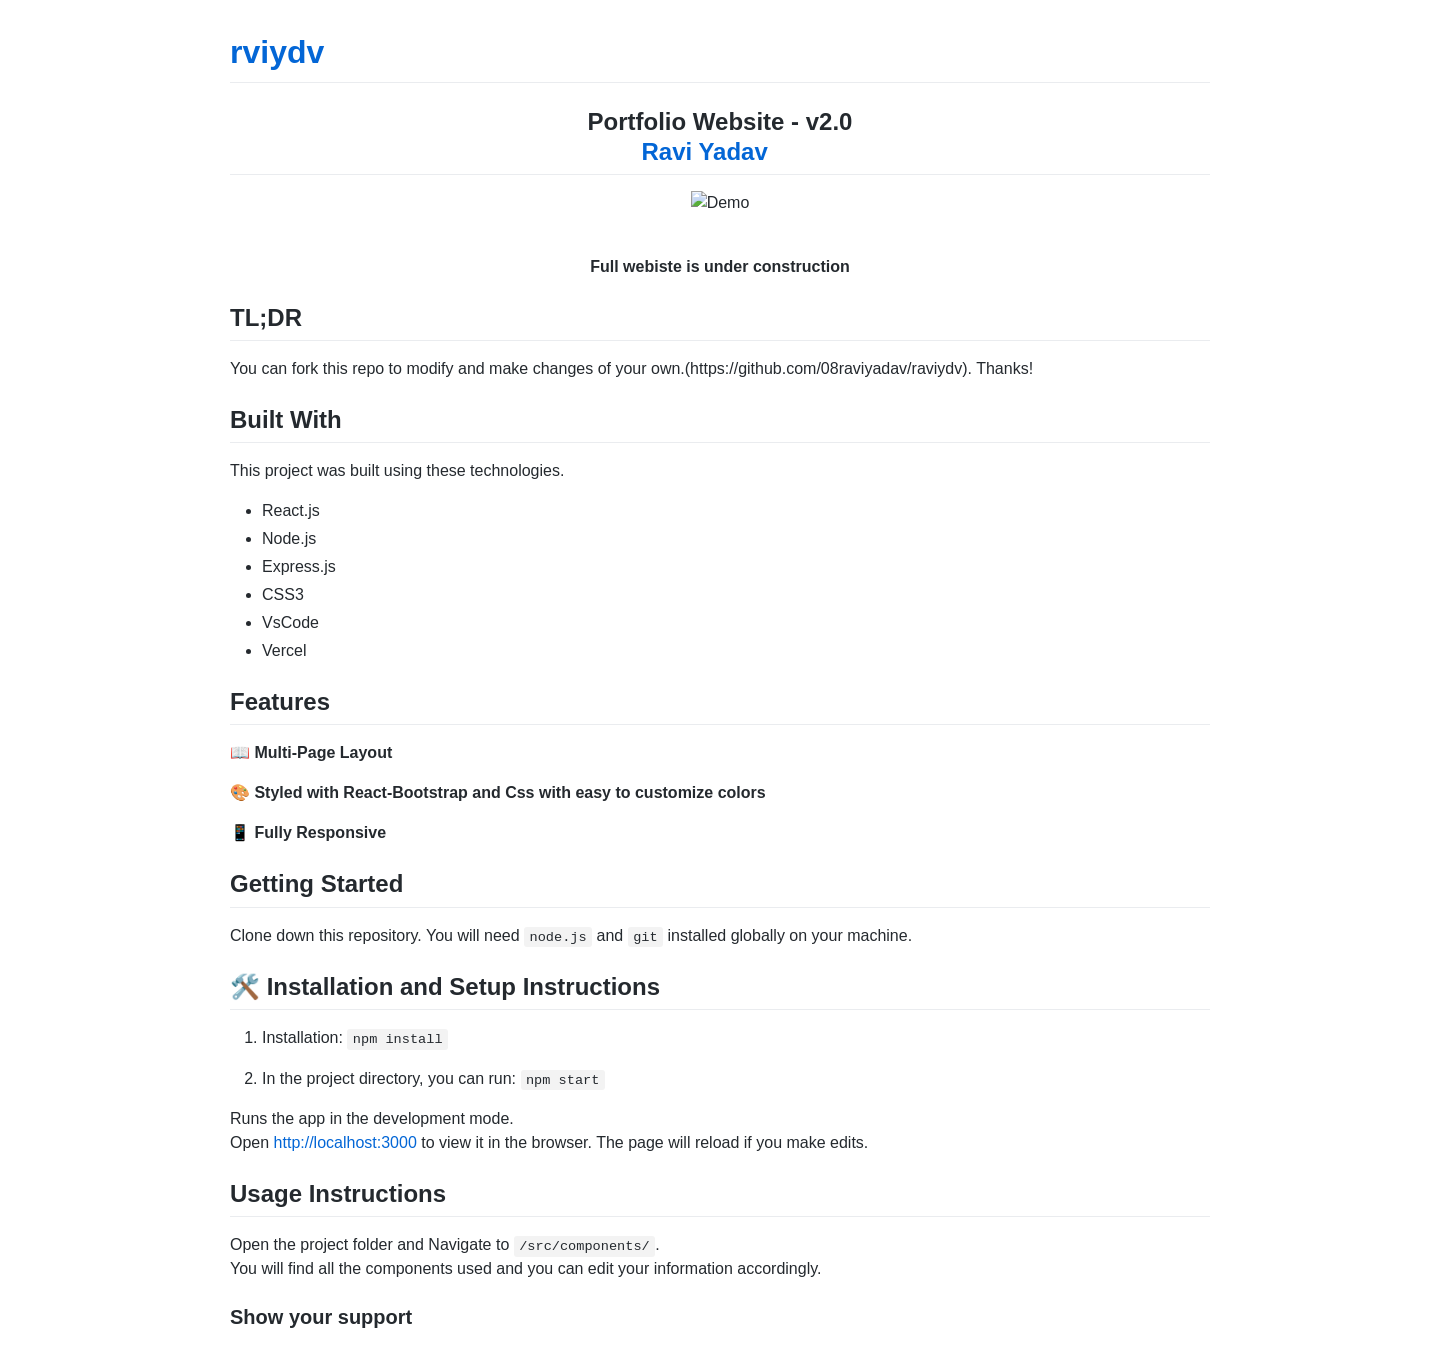 rviydv
Portfolio Website - v2.0
Ravi Yadav
Demo
Full webiste is under construction
TL;DR
You can fork this repo to modify and make changes of your own.(https://github.com/08raviyadav/raviydv). Thanks!
Built With
This project was built using these technologies.
• React.js
• Node.js
• Express.js
• CSS3
• VsCode
• Vercel
Features
📖 Multi-Page Layout
🎨 Styled with React-Bootstrap and Css with easy to customize colors
📱 Fully Responsive
Getting Started
Clone down this repository. You will need node.js and git installed globally on your machine.
🛠️ Installation and Setup Instructions
1. Installation: npm install
2. In the project directory, you can run: npm start
Runs the app in the development mode.
Open http://localhost:3000 to view it in the browser. The page will reload if you make edits.
Usage Instructions
Open the project folder and Navigate to /src/components/.
You will find all the components used and you can edit your information accordingly.
Show your support